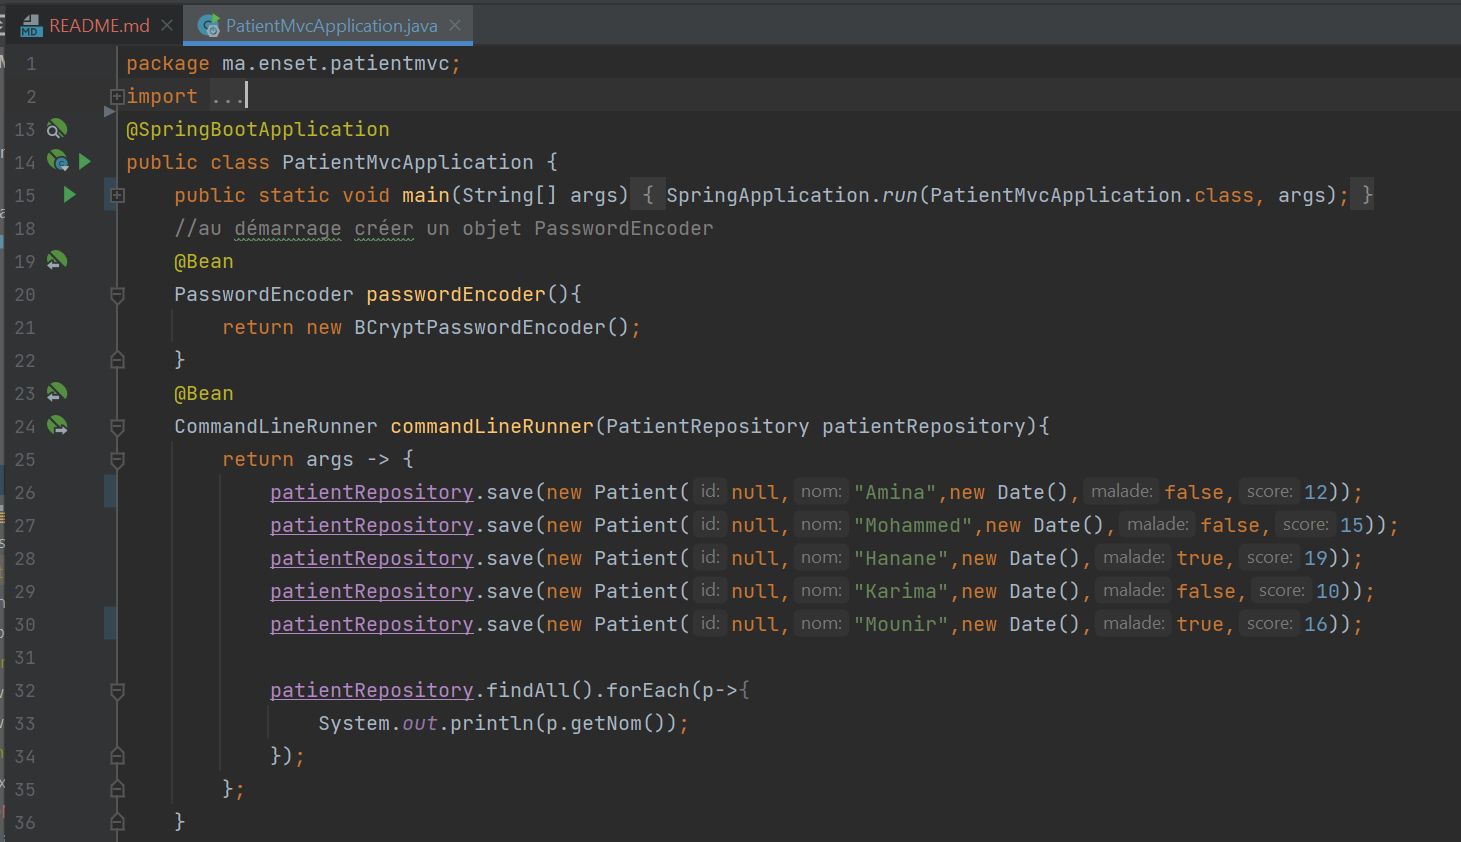 README.md PatientMvcApplication.java
1 package ma.enset.patientmvc;
2 import ...
13 @SpringBootApplication
14 public class PatientMvcApplication {
15 public static void main(String[] args) { SpringApplication.run(PatientMvcApplication.class, args); }
18 //au démarrage créer un objet PasswordEncoder
19 @Bean
20 PasswordEncoder passwordEncoder(){
21 return new BCryptPasswordEncoder();
22 }
23 @Bean
24 CommandLineRunner commandLineRunner(PatientRepository patientRepository){
25 return args -> {
26 patientRepository.save(new Patient( id: null, nom: "Amina",new Date(), malade: false, score: 12));
27 patientRepository.save(new Patient( id: null, nom: "Mohammed",new Date(), malade: false, score: 15));
28 patientRepository.save(new Patient( id: null, nom: "Hanane",new Date(), malade: true, score: 19));
29 patientRepository.save(new Patient( id: null, nom: "Karima",new Date(), malade: false, score: 10));
30 patientRepository.save(new Patient( id: null, nom: "Mounir",new Date(), malade: true, score: 16));
31
32 patientRepository.findAll().forEach(p->{
33 System.out.println(p.getNom());
34 });
35 };
36 }